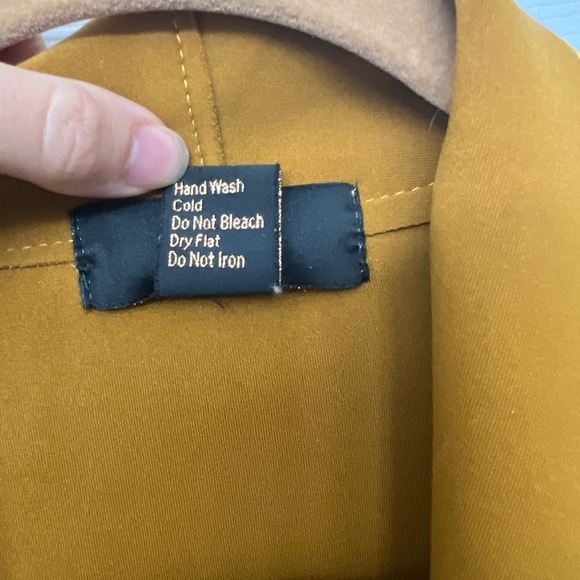 Hand Wash
Cold
Do Not Bleach
Dry Flat
Do Not Iron